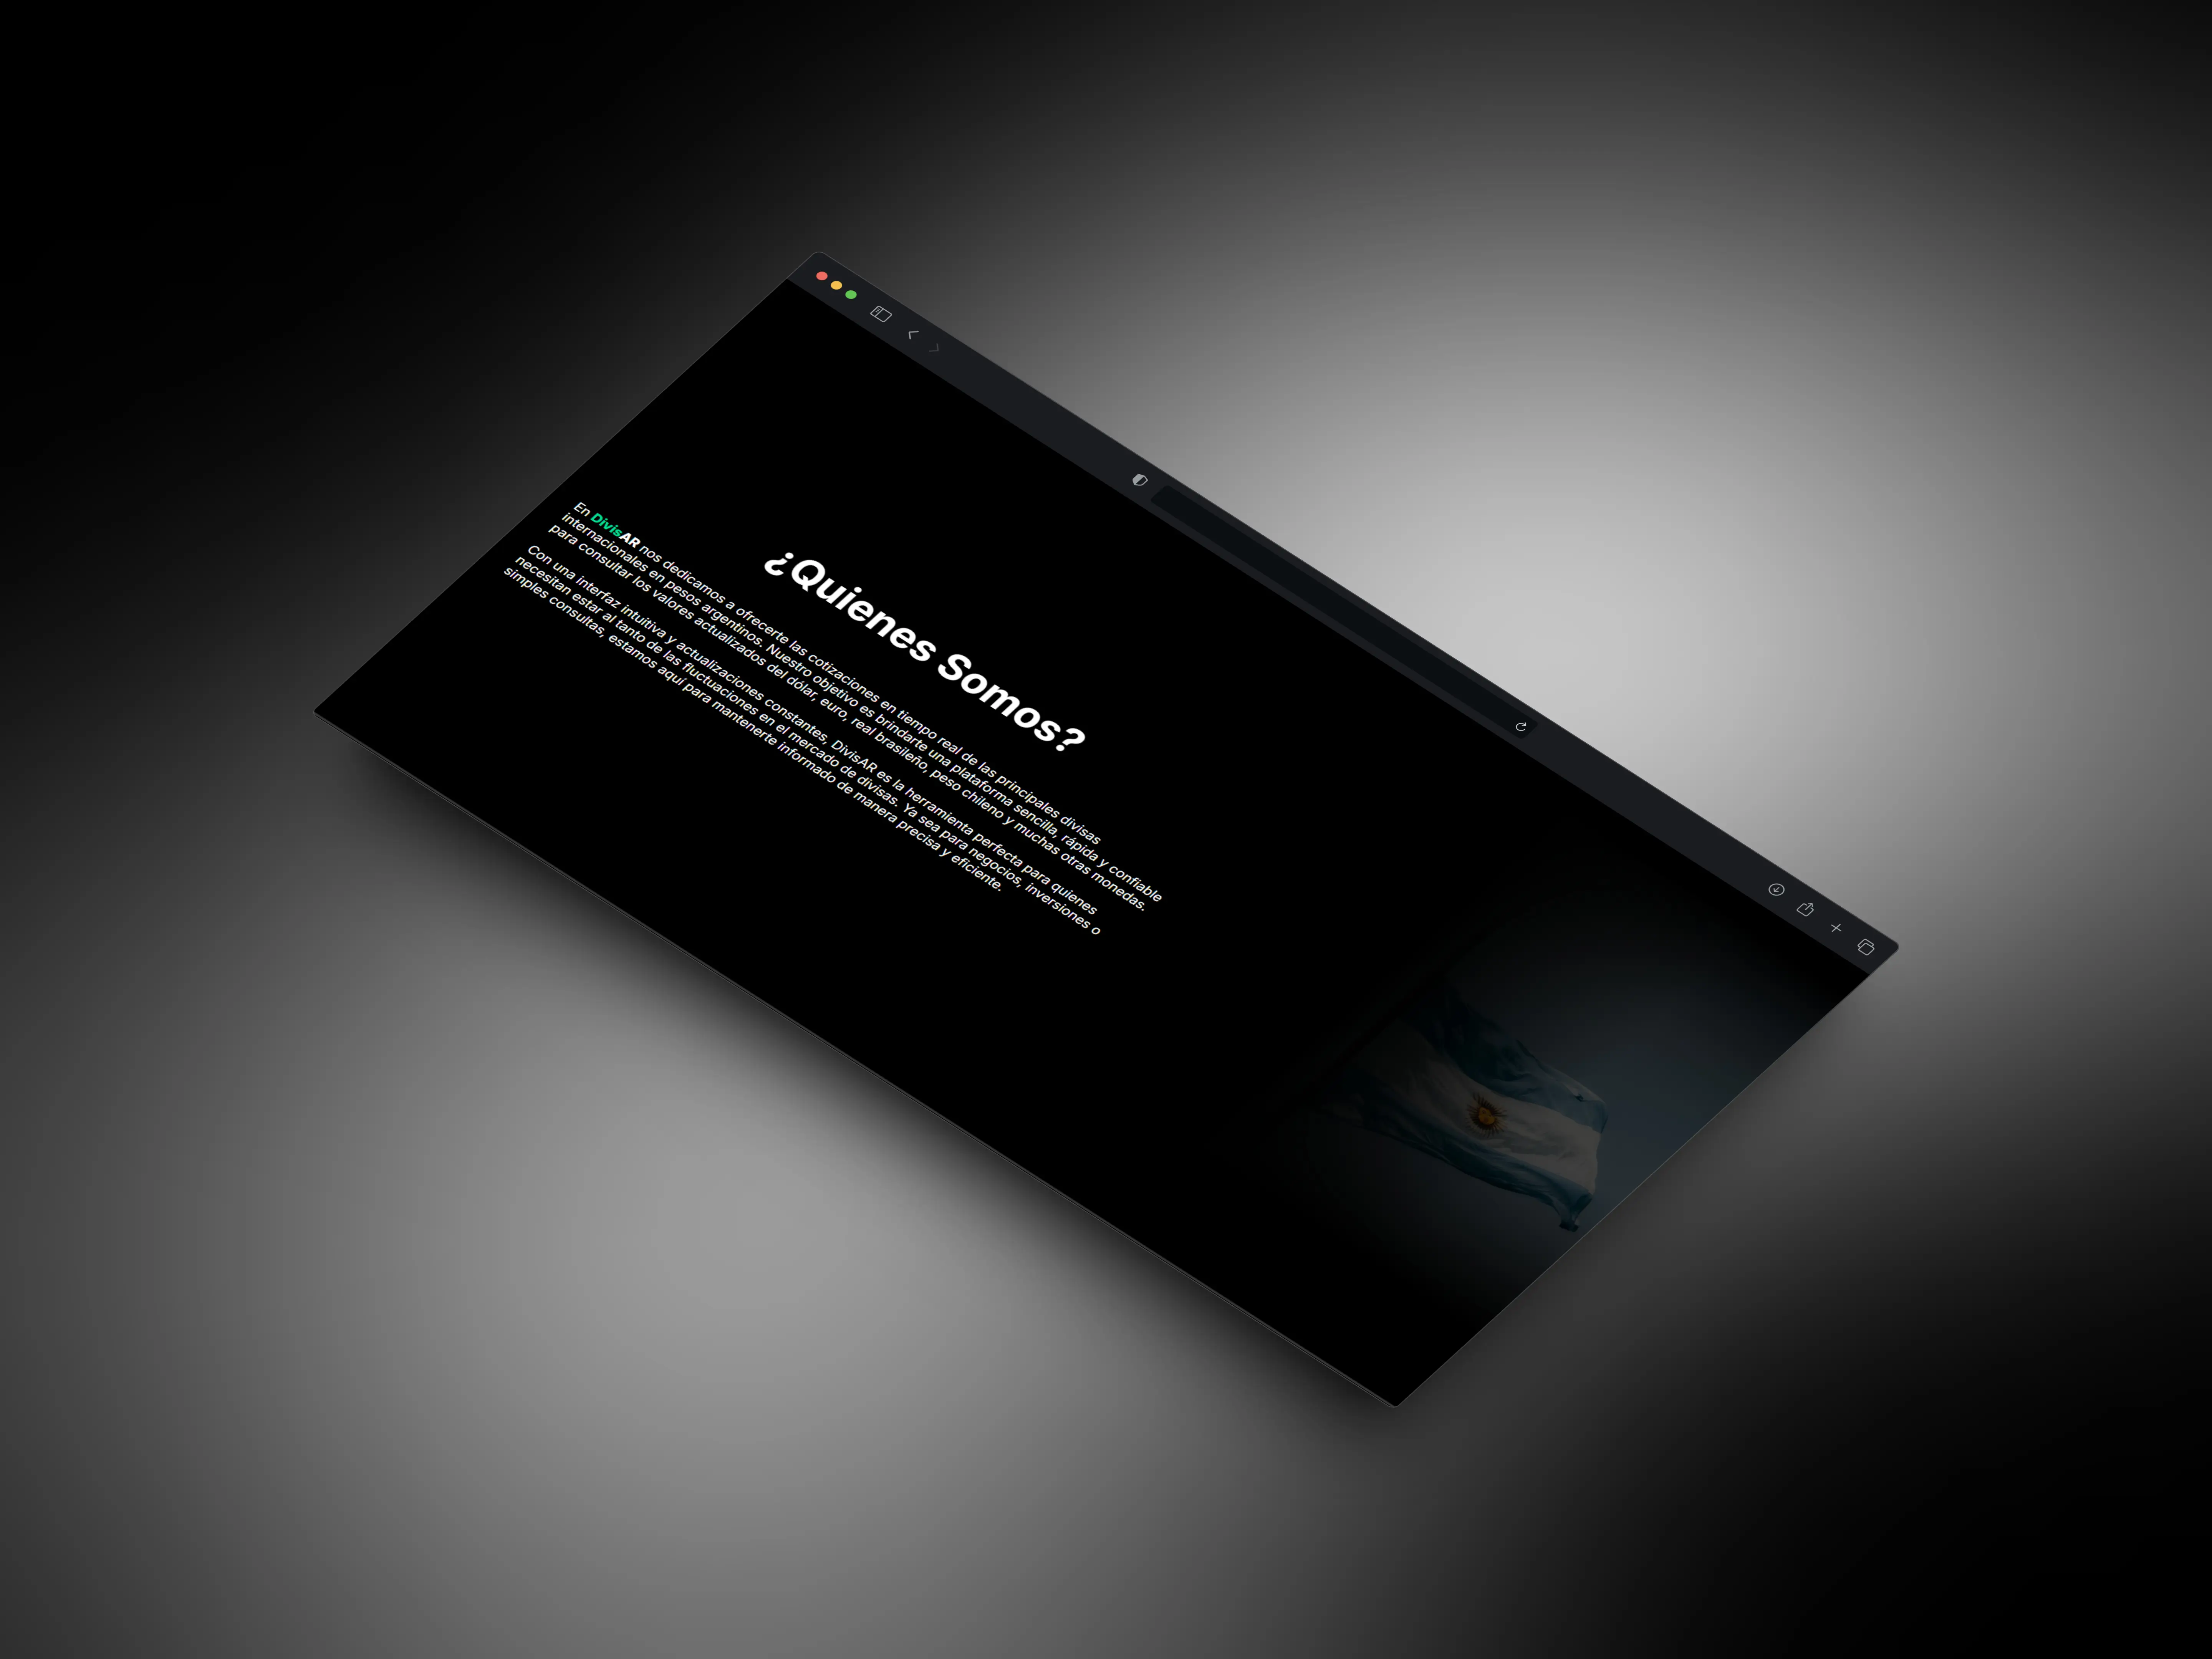 ¿Quienes Somos?
En DivisAR nos dedicamos a ofrecerte las cotizaciones en tiempo real de las principales divisas
internacionales en pesos argentinos. Nuestro objetivo es brindarte una plataforma sencilla, rápida y confiable
para consultar los valores actualizados del dólar, euro, real brasileño, peso chileno y muchas otras monedas.
Con una interfaz intuitiva y actualizaciones constantes, DivisAR es la herramienta perfecta para quienes
necesitan estar al tanto de las fluctuaciones en el mercado de divisas. Ya sea para negocios, inversiones o
simples consultas, estamos aquí para mantenerte informado de manera precisa y eficiente.